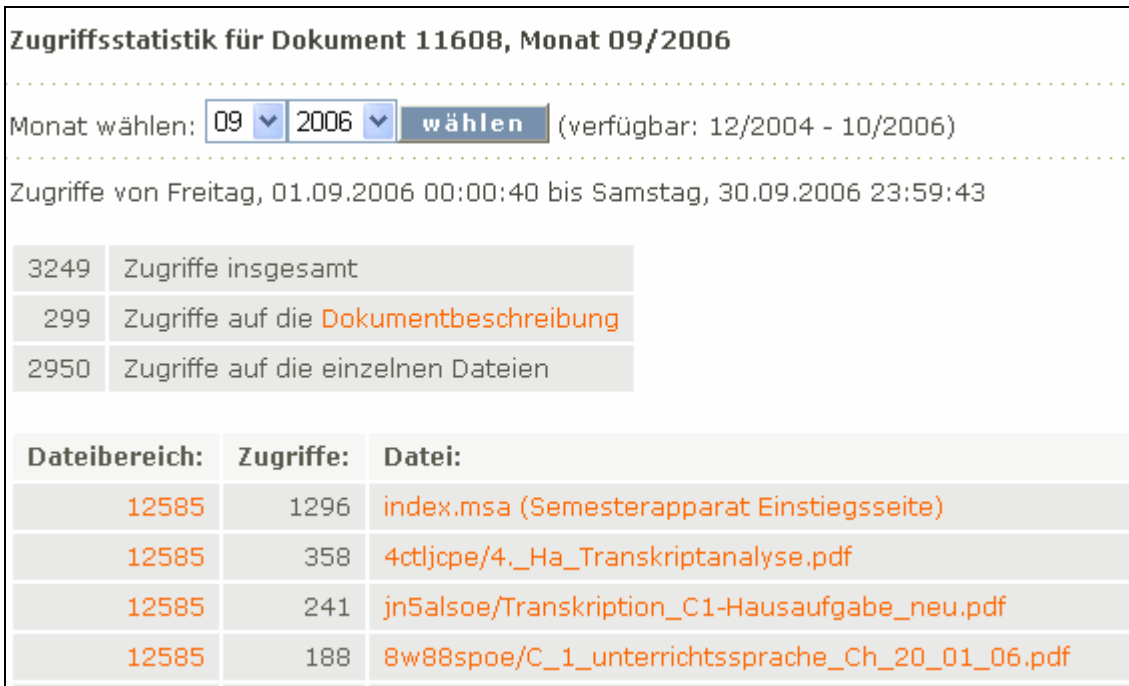 Zugriffsstatistik für Dokument 11608, Monat 09/2006
Monat wählen: 09 2006 wählen (verfügbar: 12/2004 - 10/2006)
Zugriffe von Freitag, 01.09.2006 00:00:40 bis Samstag, 30.09.2006 23:59:43
3249 Zugriffe insgesamt
299 Zugriffe auf die Dokumentbeschreibung
2950 Zugriffe auf die einzelnen Dateien
Dateibereich: Zugriffe: Datei:
12585 1296 index.msa (Semesterapparat Einstiegsseite)
12585 358 4ctljcpe/4._Ha_Transkriptanalyse.pdf
12585 241 jn5alsoe/Transkription_C1-Hausaufgabe_neu.pdf
12585 188 8w88spoe/C_1_unterrichtssprache_Ch_20_01_06.pdf